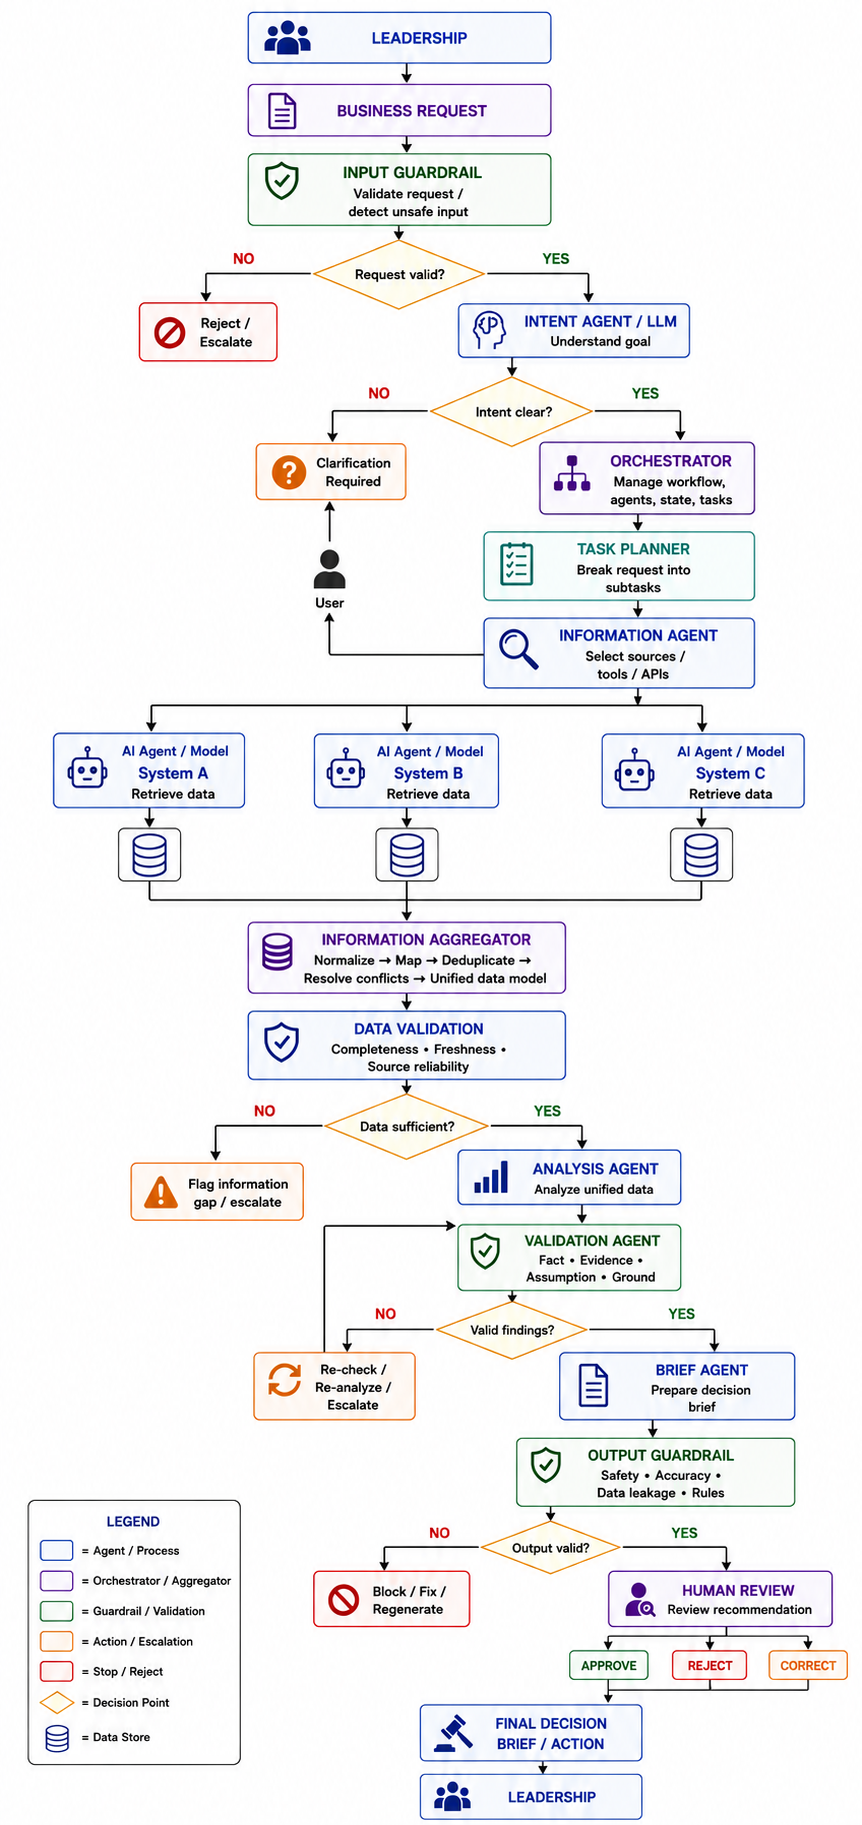 LEADERSHIP
BUSINESS REQUEST
INPUT GUARDRAIL
Validate request /
detect unsafe input
NO
YES
Request valid?
Reject /
Escalate
INTENT AGENT / LLM
Understand goal
NO
YES
Intent clear?
Clarification
Required
ORCHESTRATOR
Manage workflow,
agents, state, tasks
TASK PLANNER
Break request into
subtasks
User
INFORMATION AGENT
Select sources /
tools / APIs
AI Agent / Model
System A
Retrieve data
AI Agent / Model
System B
Retrieve data
AI Agent / Model
System C
Retrieve data
INFORMATION AGGREGATOR
Normalize → Map → Deduplicate →
Resolve conflicts → Unified data model
DATA VALIDATION
Completeness • Freshness •
Source reliability
NO
YES
Data sufficient?
Flag information
gap / escalate
ANALYSIS AGENT
Analyze unified data
VALIDATION AGENT
Fact • Evidence •
Assumption • Ground
NO
YES
Valid findings?
Re-check /
Re-analyze /
Escalate
BRIEF AGENT
Prepare decision
brief
OUTPUT GUARDRAIL
Safety • Accuracy •
Data leakage • Rules
NO
YES
Output valid?
Block / Fix /
Regenerate
HUMAN REVIEW
Review recommendation
APPROVE
REJECT
CORRECT
FINAL DECISION
BRIEF / ACTION
LEADERSHIP
LEGEND
= Agent / Process
= Orchestrator / Aggregator
= Guardrail / Validation
= Action / Escalation
= Stop / Reject
= Decision Point
= Data Store